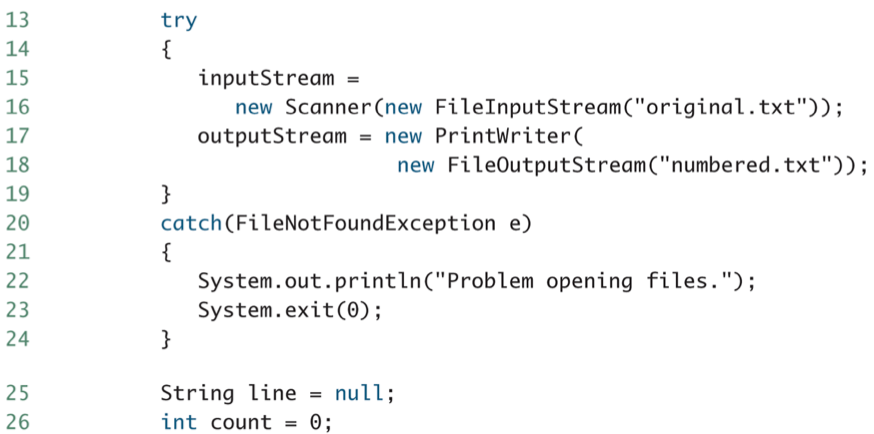 13 try
14 {
15 inputStream =
16 new Scanner(new FileInputStream("original.txt"));
17 outputStream = new PrintWriter(
18 new FileOutputStream("numbered.txt"));
19 }
20 catch(FileNotFoundException e)
21 {
22 System.out.println("Problem opening files.");
23 System.exit(0);
24 }
25 String line = null;
26 int count = 0;